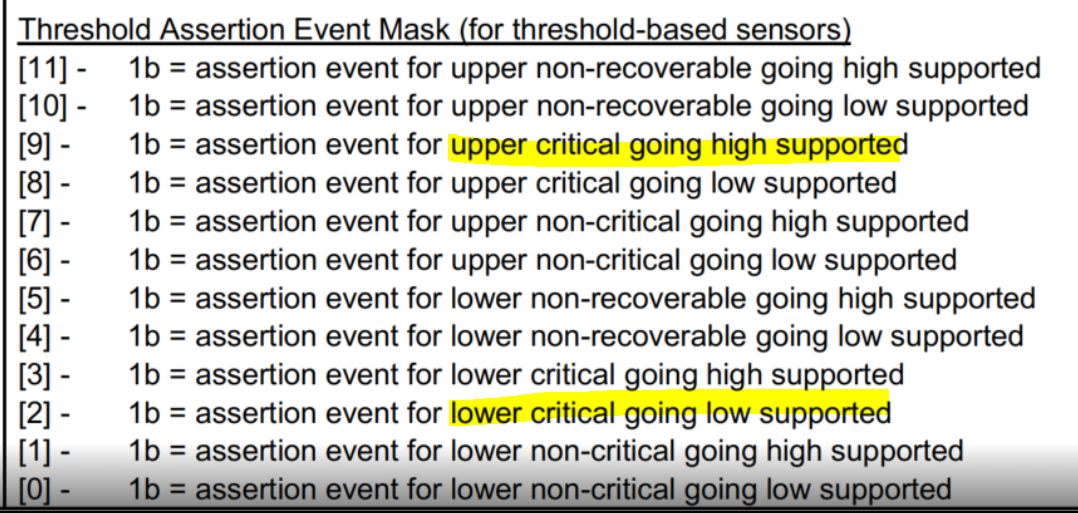 Threshold Assertion Event Mask (for threshold-based sensors)
[11] - 1b = assertion event for upper non-recoverable going high supported
[10] - 1b = assertion event for upper non-recoverable going low supported
[9] - 1b = assertion event for upper critical going high supported
[8] - 1b = assertion event for upper critical going low supported
[7] - 1b = assertion event for upper non-critical going high supported
[6] - 1b = assertion event for upper non-critical going low supported
[5] - 1b = assertion event for lower non-recoverable going high supported
[4] - 1b = assertion event for lower non-recoverable going low supported
[3] - 1b = assertion event for lower critical going high supported
[2] - 1b = assertion event for lower critical going low supported
[1] - 1b = assertion event for lower non-critical going high supported
[0] - 1b = assertion event for lower non-critical going low supported